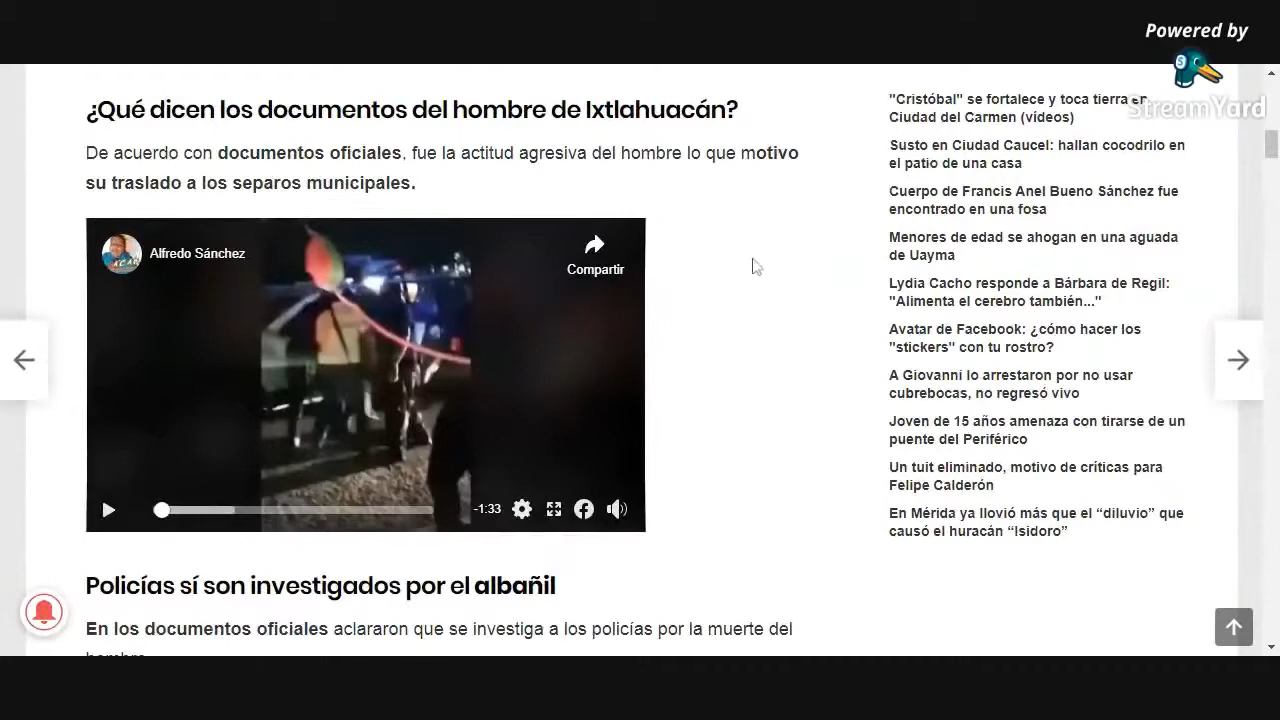 Powered by
StreamYard
¿Qué dicen los documentos del hombre de Ixtlahuacán?
De acuerdo con documentos oficiales, fue la actitud agresiva del hombre lo que motivo
su traslado a los separos municipales.
Alfredo Sánchez
Compartir
-1:33
Policías sí son investigados por el albañil
En los documentos oficiales aclararon que se investiga a los policías por la muerte del
hombre
"Cristóbal" se fortalece y toca tierra en
Ciudad del Carmen (vídeos)
Susto en Ciudad Caucel: hallan cocodrilo en
el patio de una casa
Cuerpo de Francis Anel Bueno Sánchez fue
encontrado en una fosa
Menores de edad se ahogan en una aguada
de Uayma
Lydia Cacho responde a Bárbara de Regil:
"Alimenta el cerebro también..."
Avatar de Facebook: ¿cómo hacer los
"stickers" con tu rostro?
A Giovanni lo arrestaron por no usar
cubrebocas, no regresó vivo
Joven de 15 años amenaza con tirarse de un
puente del Periférico
Un tuit eliminado, motivo de críticas para
Felipe Calderón
En Mérida ya llovió más que el “diluvio” que
causó el huracán “Isidoro”